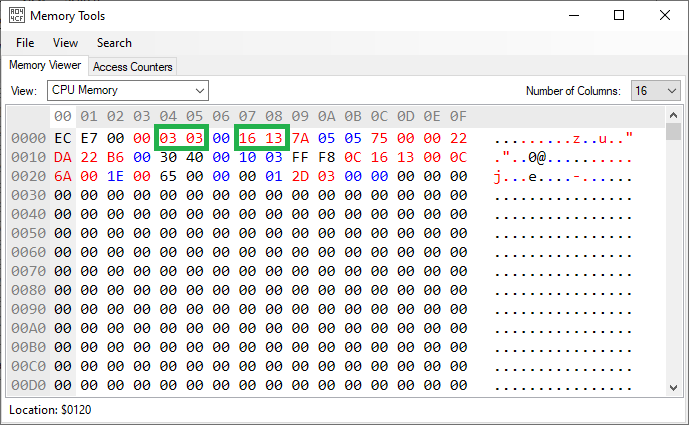 Memory Tools
File View Search
Memory Viewer Access Counters
View: CPU Memory Number of Columns: 16
00 01 02 03 04 05 06 07 08 09 0A 0B 0C 0D 0E 0F
0000 EC E7 00 00 03 03 00 16 13 7A 05 05 75 00 00 22 .........z..u.."
0010 DA 22 B6 00 30 40 00 10 03 FF F8 0C 16 13 00 0C ."..0@..........
0020 6A 00 1E 00 65 00 00 00 01 2D 03 00 00 00 00 00 j...e....-......
0030 00 00 00 00 00 00 00 00 00 00 00 00 00 00 00 00 ................
0040 00 00 00 00 00 00 00 00 00 00 00 00 00 00 00 00 ................
0050 00 00 00 00 00 00 00 00 00 00 00 00 00 00 00 00 ................
0060 00 00 00 00 00 00 00 00 00 00 00 00 00 00 00 00 ................
0070 00 00 00 00 00 00 00 00 00 00 00 00 00 00 00 00 ................
0080 00 00 00 00 00 00 00 00 00 00 00 00 00 00 00 00 ................
0090 00 00 00 00 00 00 00 00 00 00 00 00 00 00 00 00 ................
00A0 00 00 00 00 00 00 00 00 00 00 00 00 00 00 00 00 ................
00B0 00 00 00 00 00 00 00 00 00 00 00 00 00 00 00 00 ................
00C0 00 00 00 00 00 00 00 00 00 00 00 00 00 00 00 00 ................
00D0 00 00 00 00 00 00 00 00 00 00 00 00 00 00 00 00 ................
Location: $0120